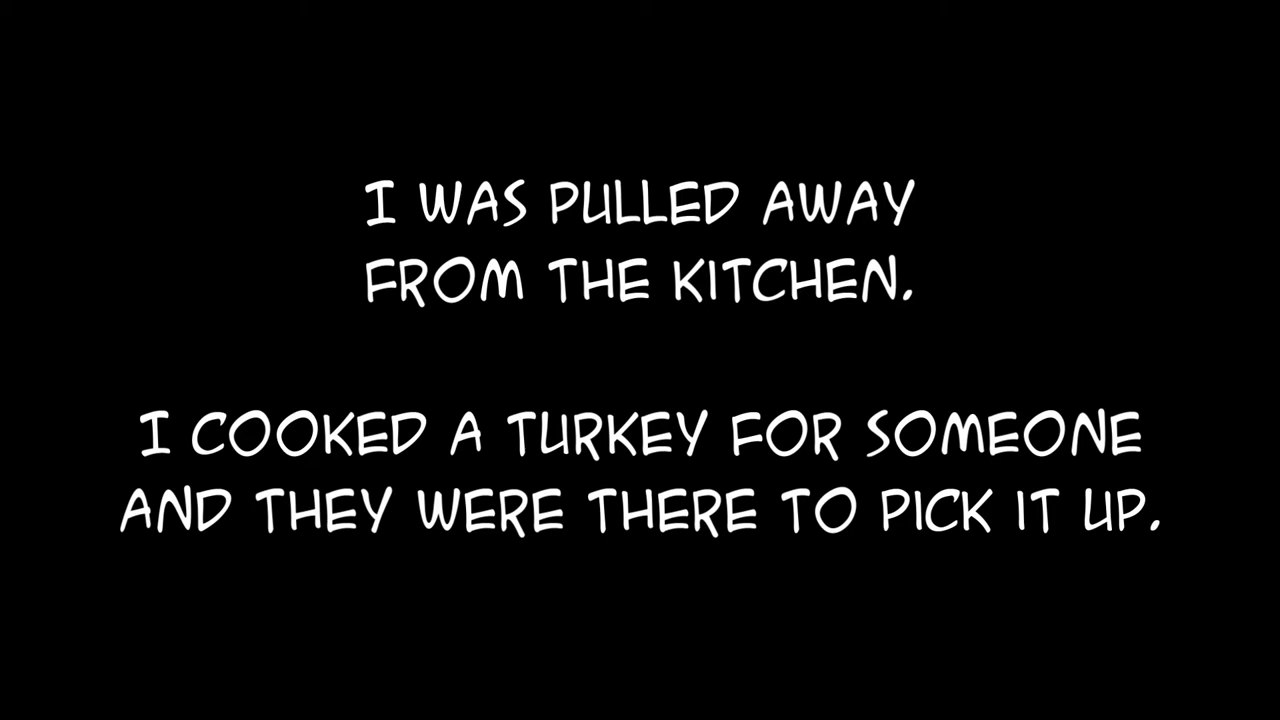 I WAS PULLED AWAY
FROM THE KITCHEN.
I COOKED A TURKEY FOR SOMEONE
AND THEY WERE THERE TO PICK IT UP.